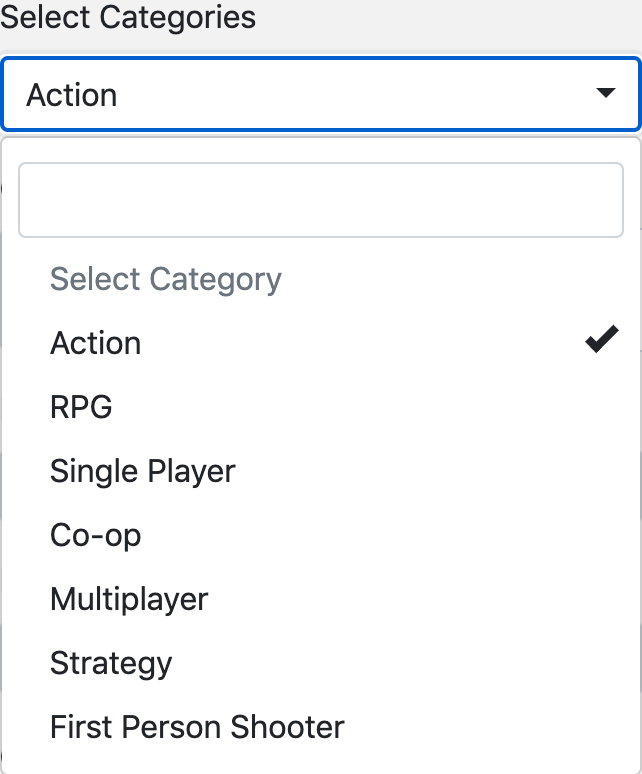 Select Categories
Action
Select Category
Action
RPG
Single Player
Co-op
Multiplayer
Strategy
First Person Shooter